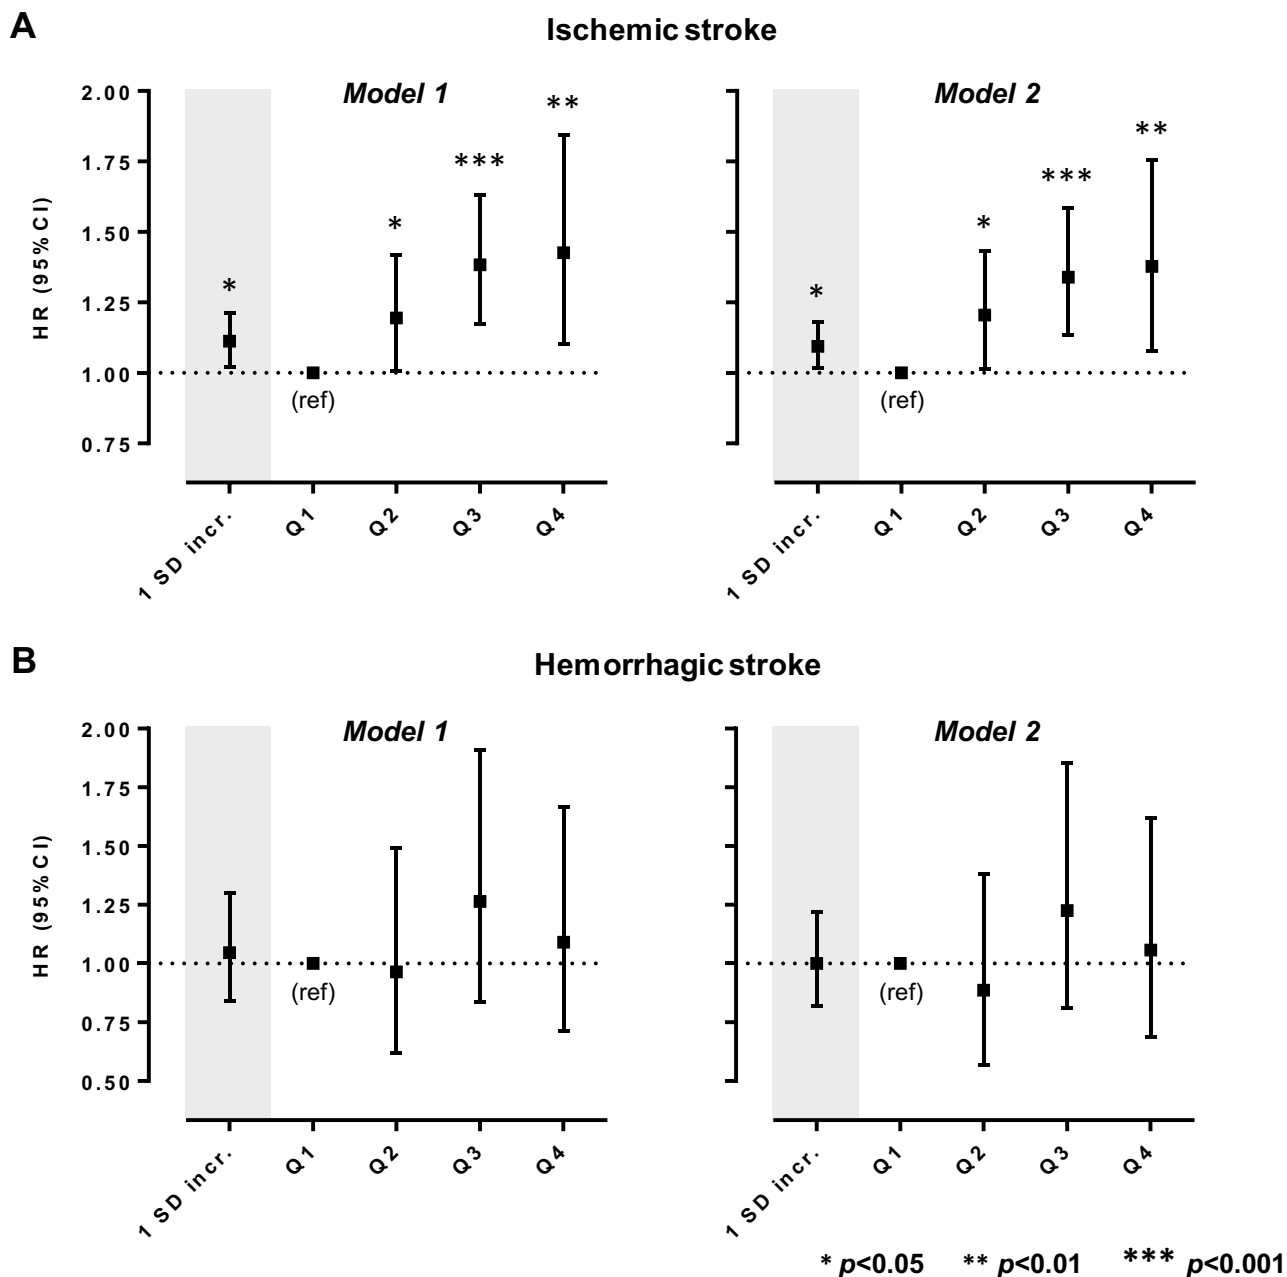 A
Ischemic stroke
Model 1
Model 2
HR (95%CI)
2.00
1.75
1.50
1.25
1.00
0.75
*
*
***
**
(ref)
1 SD incr.
Q1
Q2
Q3
Q4
*
*
***
**
(ref)
1 SD incr.
Q1
Q2
Q3
Q4
B
Hemorrhagic stroke
Model 1
Model 2
HR (95%CI)
2.00
1.75
1.50
1.25
1.00
0.75
0.50
(ref)
1 SD incr.
Q1
Q2
Q3
Q4
(ref)
1 SD incr.
Q1
Q2
Q3
Q4
* p<0.05 ** p<0.01 *** p<0.001